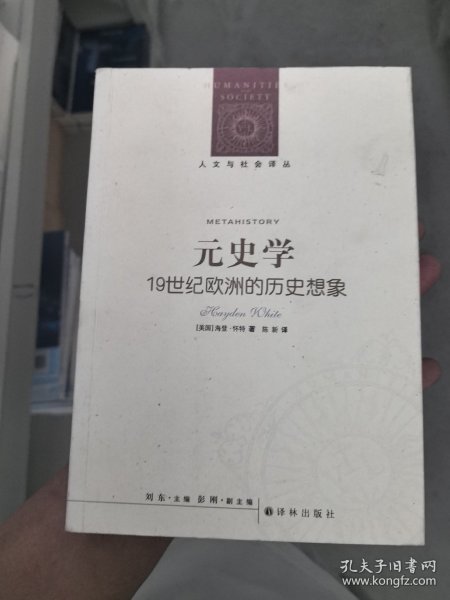 HUMANITIES
SOCIETY
人文与社会译丛
METAHISTORY
元史学
19世纪欧洲的历史想象
Hayden White
[美国]海登·怀特 著 陈新 译
刘东·主编 彭刚·副主编
译林出版社
孔夫子旧书网
www.kongfz.com